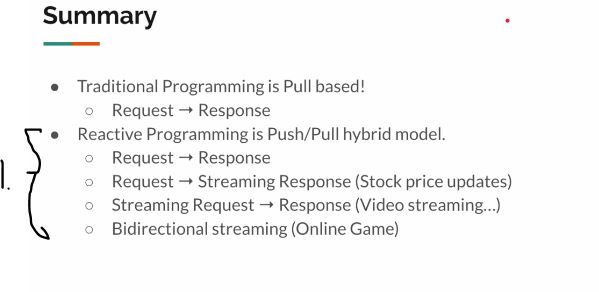 Summary
● Traditional Programming is Pull based!
○ Request → Response
● Reactive Programming is Push/Pull hybrid model.
○ Request → Response
○ Request → Streaming Response (Stock price updates)
○ Streaming Request → Response (Video streaming...)
○ Bidirectional streaming (Online Game)
1.